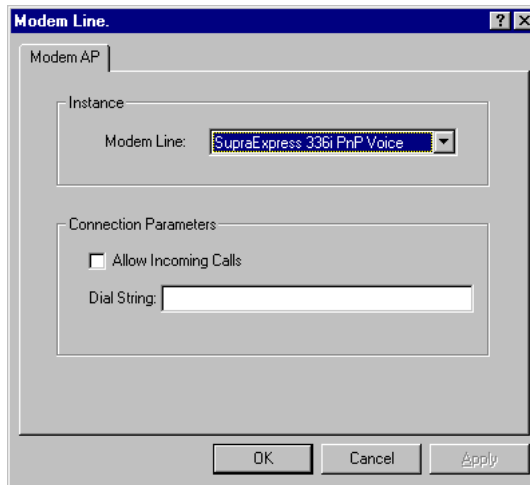 Modem Line.
Modem AP
Instance
Modem Line: SupraExpress 336i PnP Voice
Connection Parameters
Allow Incoming Calls
Dial String:
OK Cancel Apply